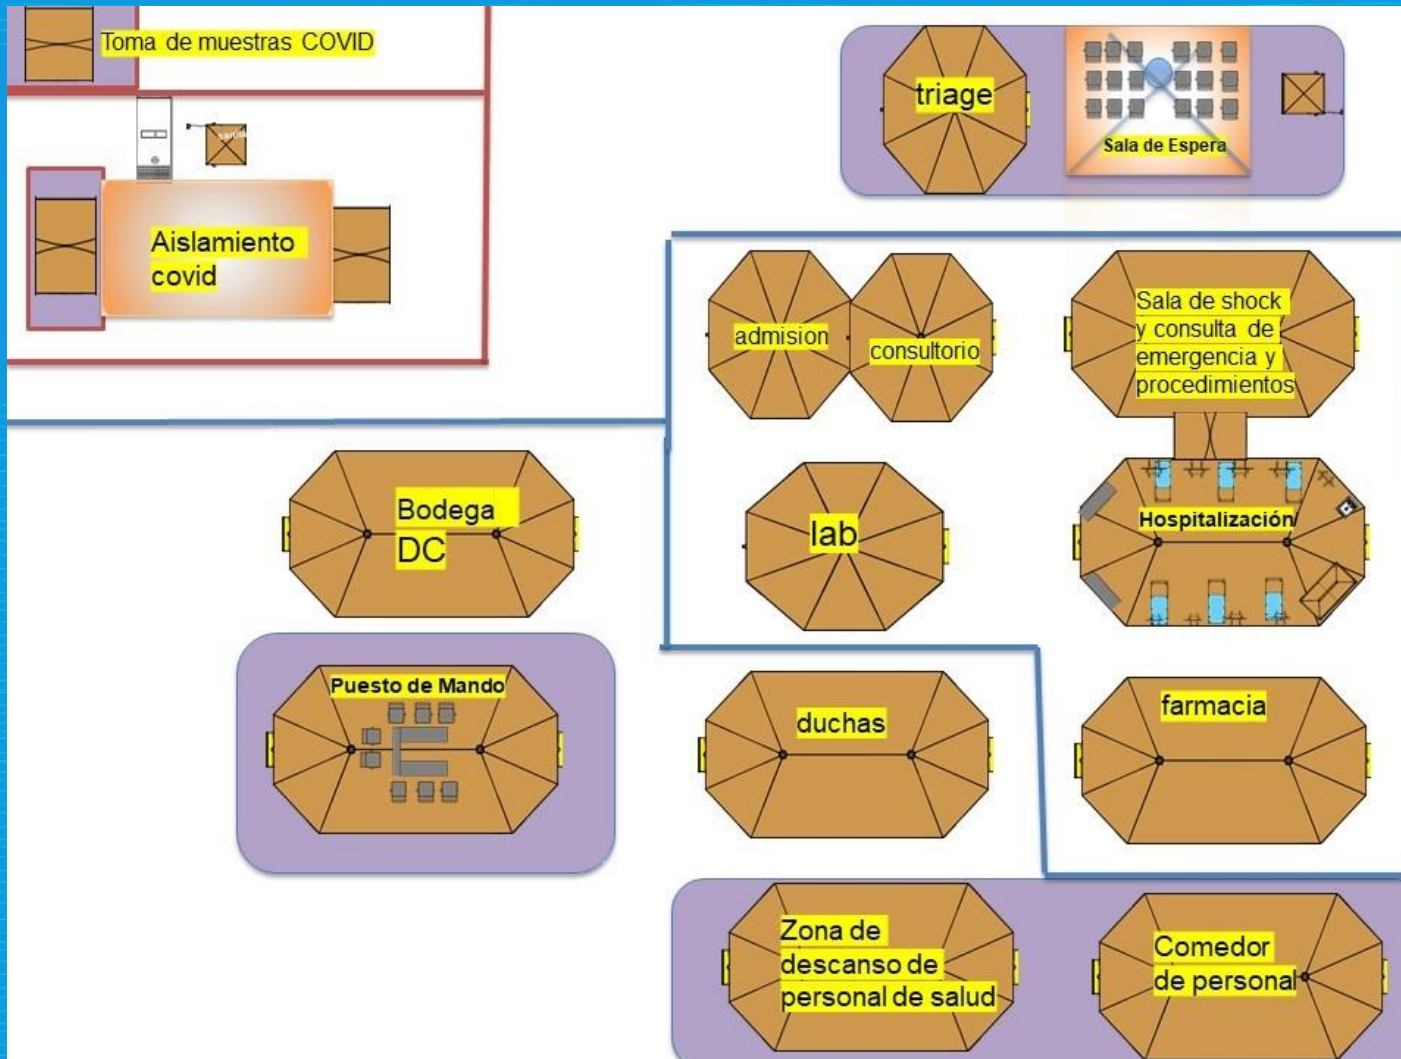 Toma de muestras COVID
triage
Sala de Espera
Aislamiento
covid
admision
consultorio
Sala de shock
y consulta de
emergencia y
procedimientos
Bodega
DC
lab
Hospitalización
Puesto de Mando
duchas
farmacia
Zona de
descanso de
personal de salud
Comedor
de personal